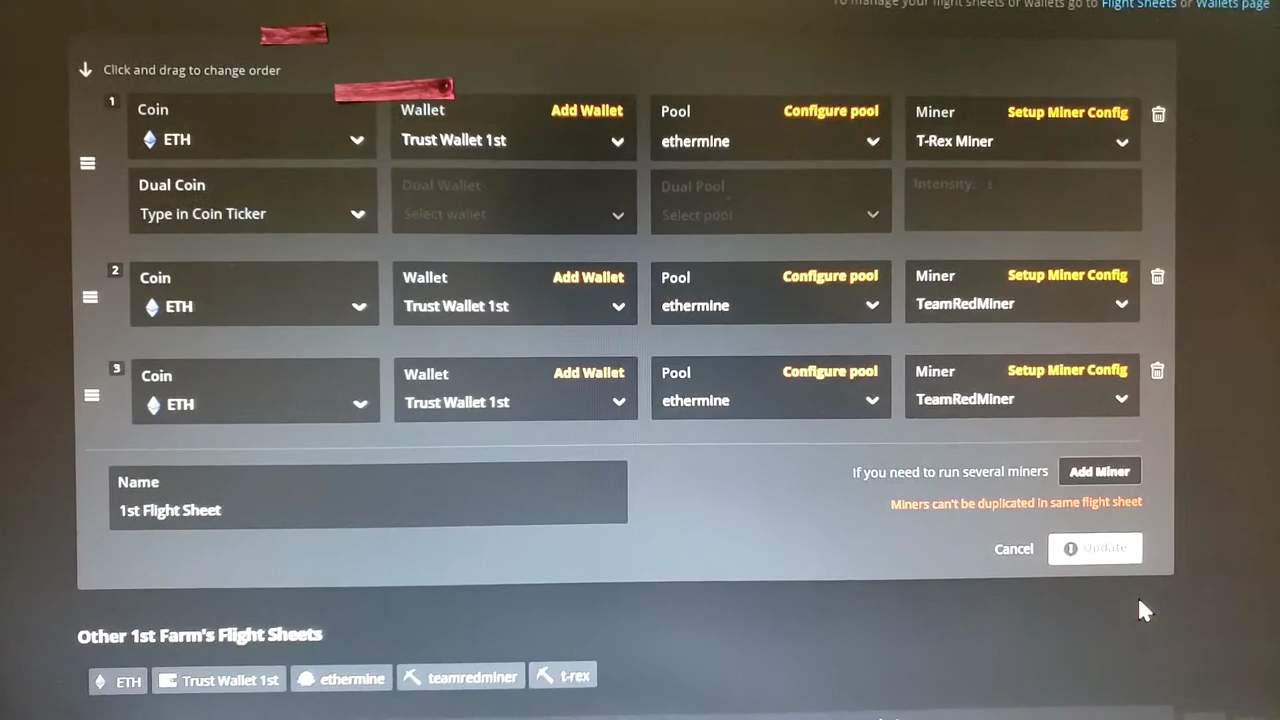 To manage your flight sheets or wallets go to Flight Sheets or Wallets page
Click and drag to change order
1
Coin
ETH
Wallet Add Wallet
Trust Wallet 1st
Pool Configure pool
ethermine
Miner Setup Miner Config
T-Rex Miner
Dual Coin
Type in Coin Ticker
Dual Wallet
Select wallet
Dual Pool
Select pool
Intensity:
2
Coin
ETH
Wallet Add Wallet
Trust Wallet 1st
Pool Configure pool
ethermine
Miner Setup Miner Config
TeamRedMiner
3
Coin
ETH
Wallet Add Wallet
Trust Wallet 1st
Pool Configure pool
ethermine
Miner Setup Miner Config
TeamRedMiner
Name
1st Flight Sheet
If you need to run several miners Add Miner
Miners can't be duplicated in same flight sheet
Cancel Update
Other 1st Farm's Flight Sheets
ETH Trust Wallet 1st ethermine teamredminer t-rex